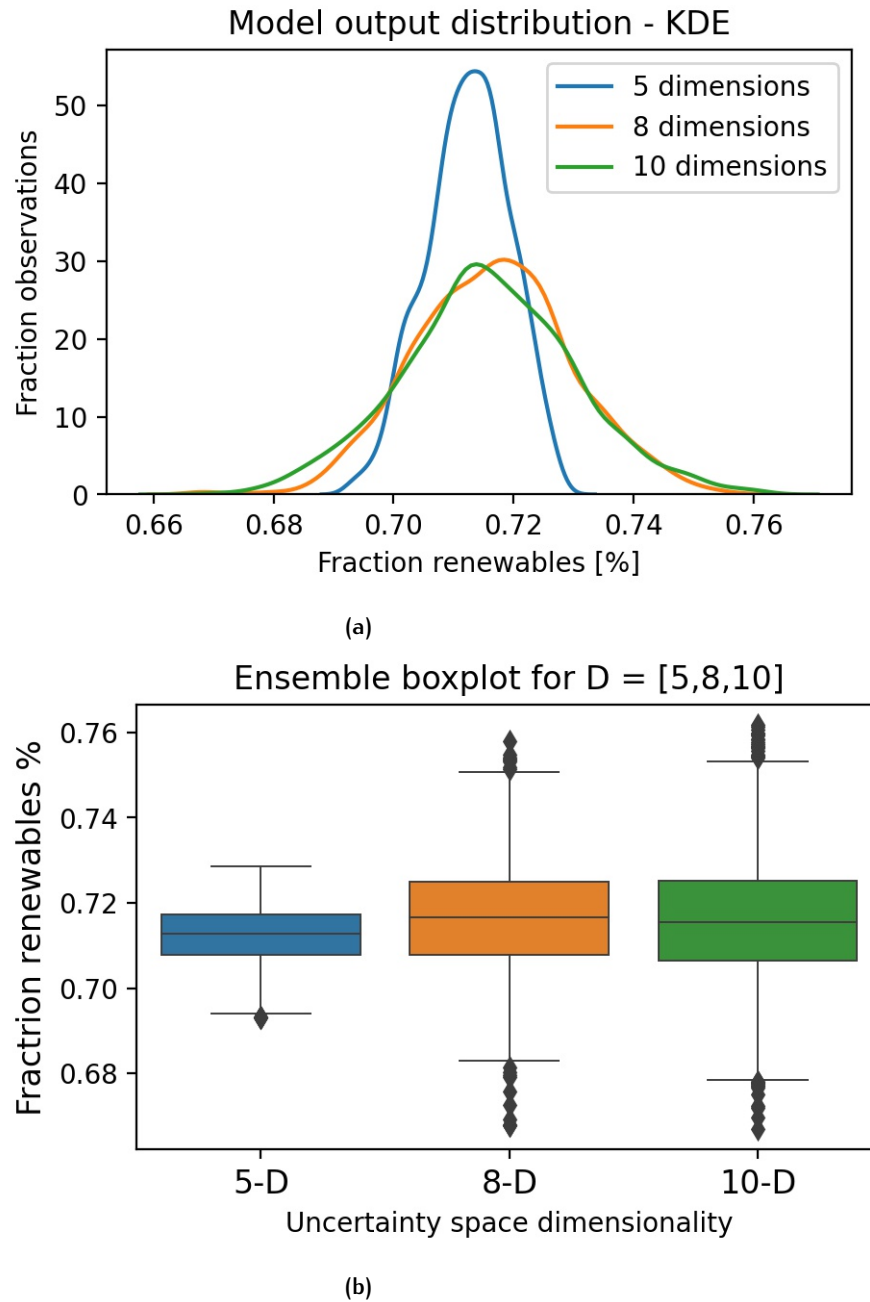 Model output distribution - KDE
5 dimensions
8 dimensions
10 dimensions
Fraction observations
50
40
30
20
10
0
0.66 0.68 0.70 0.72 0.74 0.76
Fraction renewables [%]
(a)
Ensemble boxplot for D = [5,8,10]
Fractrion renewables %
0.76
0.74
0.72
0.70
0.68
5-D 8-D 10-D
Uncertainty space dimensionality
(b)